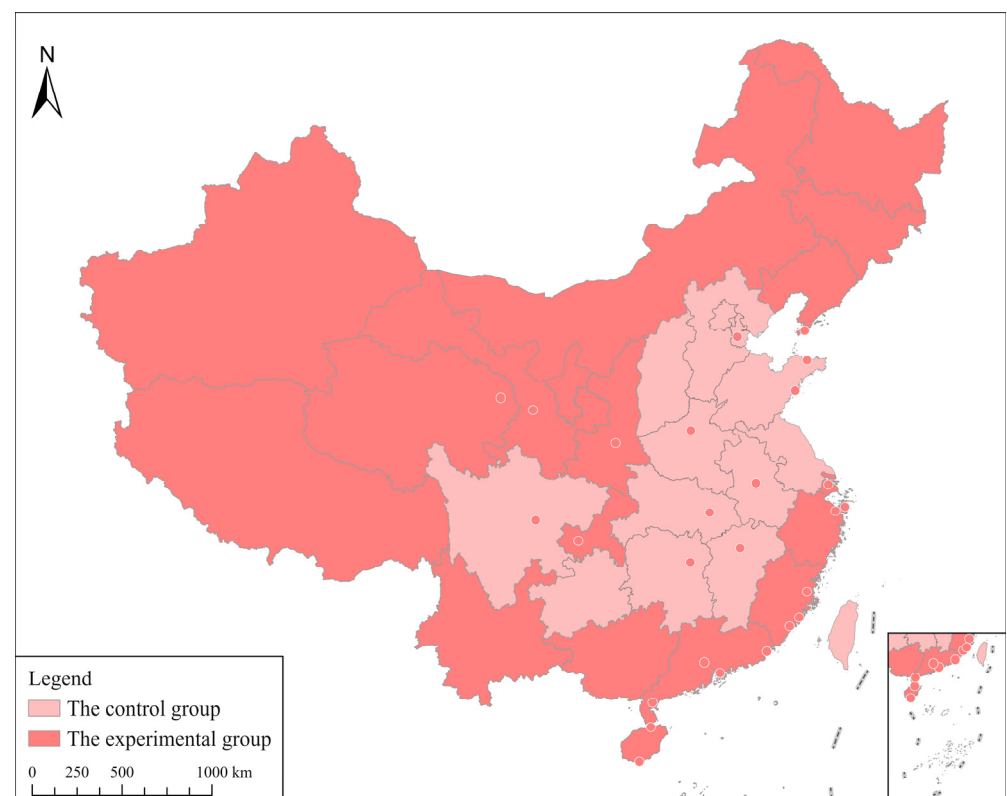 N
Legend
The control group
The experimental group
0 250 500 1000 km